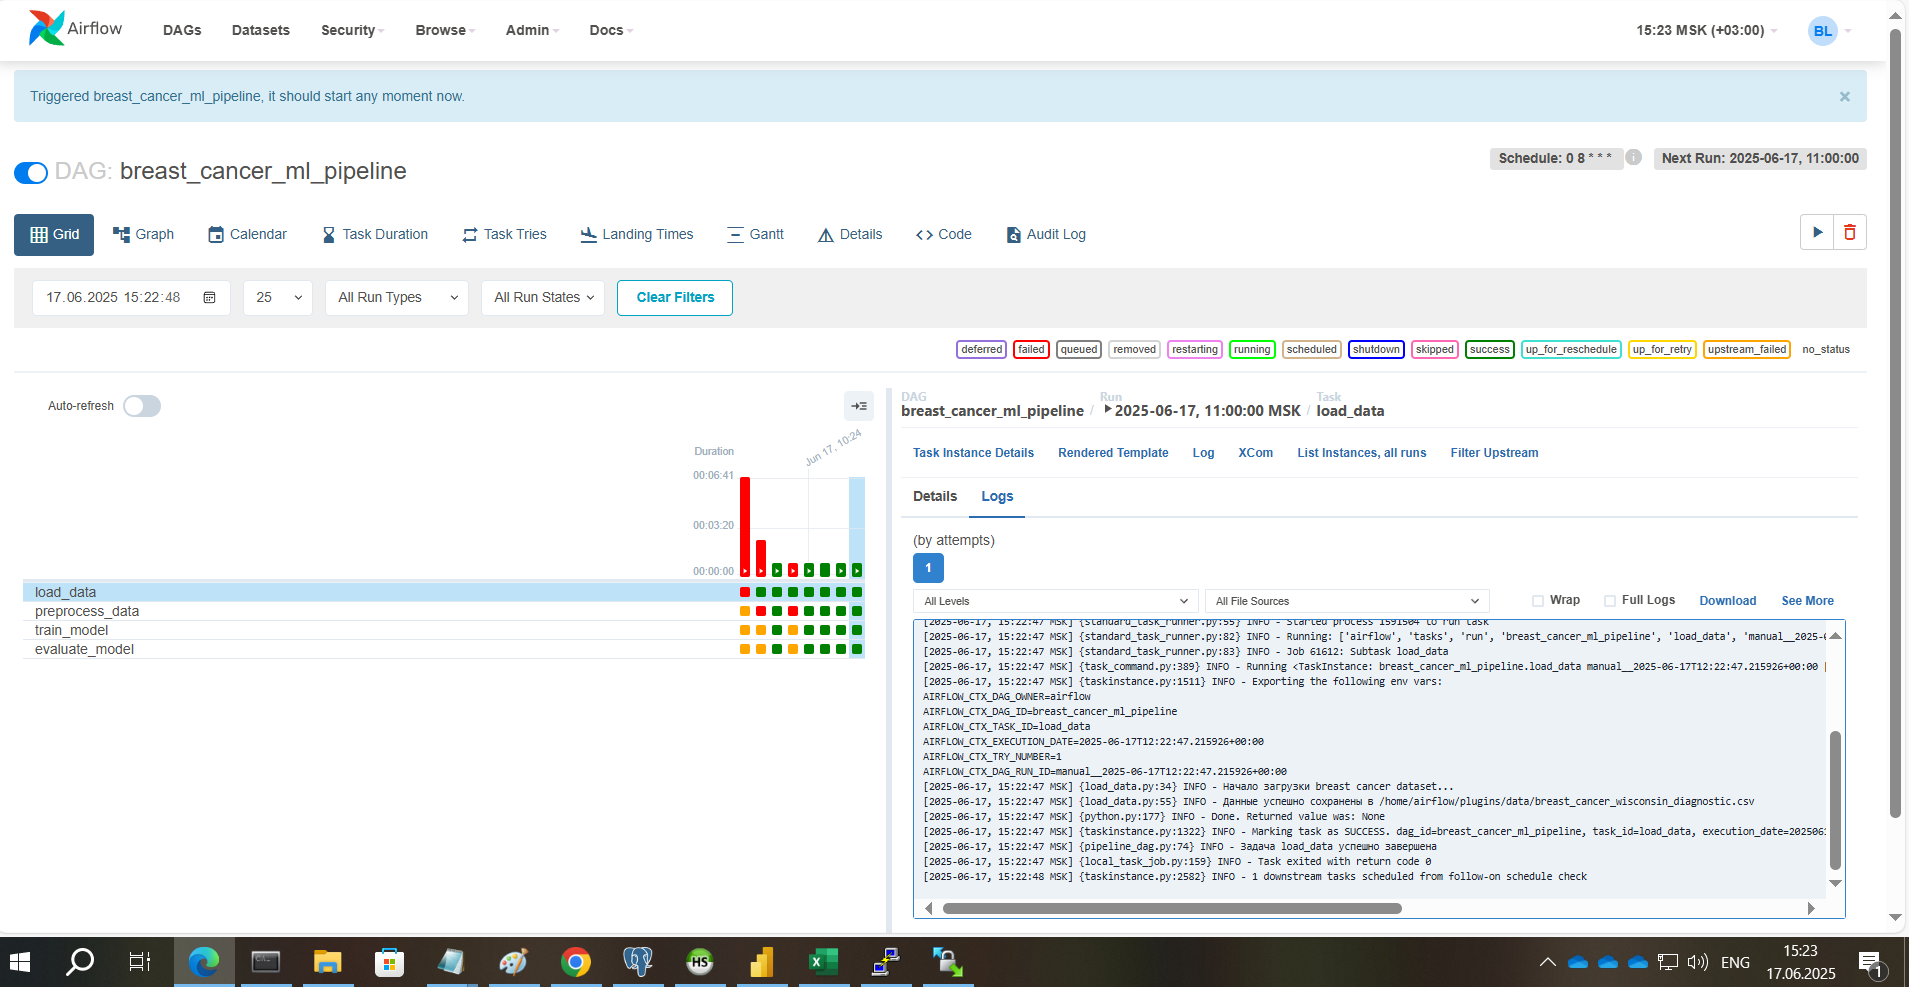 Airflow DAGs Datasets Security Browse Admin Docs 15:23 MSK (+03:00) BL
Triggered breast_cancer_ml_pipeline, it should start any moment now. ×
DAG: breast_cancer_ml_pipeline
Schedule: 0 8 * * * i Next Run: 2025-06-17, 11:00:00
Grid Graph Calendar Task Duration Task Tries Landing Times Gantt Details Code Audit Log
17.06.2025 15:22:48 25 All Run Types All Run States Clear Filters
deferred failed queued removed restarting running scheduled shutdown skipped success up_for_reschedule up_for_retry upstream_failed no_status
Auto-refresh
Jun 17, 10:24
Duration
00:06:41
00:03:20
00:00:00
load_data
preprocess_data
train_model
evaluate_model
DAG Run Task
breast_cancer_ml_pipeline / 2025-06-17, 11:00:00 MSK / load_data
Task Instance Details Rendered Template Log XCom List Instances, all runs Filter Upstream
Details Logs
(by attempts)
1
All Levels All File Sources Wrap Full Logs Download See More
[2025-06-17, 15:22:47 MSK] {standard_task_runner.py:55} INFO - Started process 1591504 to run task
[2025-06-17, 15:22:47 MSK] {standard_task_runner.py:82} INFO - Running: ['airflow', 'tasks', 'run', 'breast_cancer_ml_pipeline', 'load_data', 'manual__2025-
[2025-06-17, 15:22:47 MSK] {standard_task_runner.py:83} INFO - Job 61612: Subtask load_data
[2025-06-17, 15:22:47 MSK] {task_command.py:389} INFO - Running <TaskInstance: breast_cancer_ml_pipeline.load_data manual__2025-06-17T12:22:47.215926+00:00 [
[2025-06-17, 15:22:47 MSK] {taskinstance.py:1511} INFO - Exporting the following env vars:
AIRFLOW_CTX_DAG_OWNER=airflow
AIRFLOW_CTX_DAG_ID=breast_cancer_ml_pipeline
AIRFLOW_CTX_TASK_ID=load_data
AIRFLOW_CTX_EXECUTION_DATE=2025-06-17T12:22:47.215926+00:00
AIRFLOW_CTX_TRY_NUMBER=1
AIRFLOW_CTX_DAG_RUN_ID=manual__2025-06-17T12:22:47.215926+00:00
[2025-06-17, 15:22:47 MSK] {load_data.py:34} INFO - Начало загрузки breast cancer dataset...
[2025-06-17, 15:22:47 MSK] {load_data.py:55} INFO - Данные успешно сохранены в /home/airflow/plugins/data/breast_cancer_wisconsin_diagnostic.csv
[2025-06-17, 15:22:47 MSK] {python.py:177} INFO - Done. Returned value was: None
[2025-06-17, 15:22:47 MSK] {taskinstance.py:1322} INFO - Marking task as SUCCESS. dag_id=breast_cancer_ml_pipeline, task_id=load_data, execution_date=202506
[2025-06-17, 15:22:47 MSK] {pipeline_dag.py:74} INFO - Задача load_data успешно завершена
[2025-06-17, 15:22:47 MSK] {local_task_job.py:159} INFO - Task exited with return code 0
[2025-06-17, 15:22:48 MSK] {taskinstance.py:2582} INFO - 1 downstream tasks scheduled from follow-on schedule check
HS ENG 15:23
17.06.2025 1